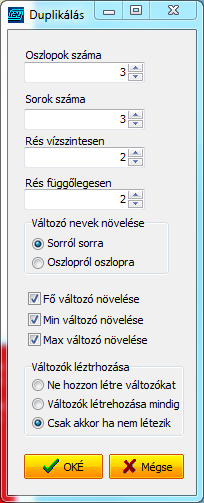 Duplikálás
Oszlopok száma
3
Sorok száma
3
Rés vízszintesen
2
Rés függőlegesen
2
Változó nevek növelése
Sorról sorra
Oszlopról oszlopra
Fő változó növelése
Min változó növelése
Max változó növelése
Változók léztrhozása
Ne hozzon létre változókat
Változók létrehozása mindig
Csak akkor ha nem létezik
OKÉ
Mégse